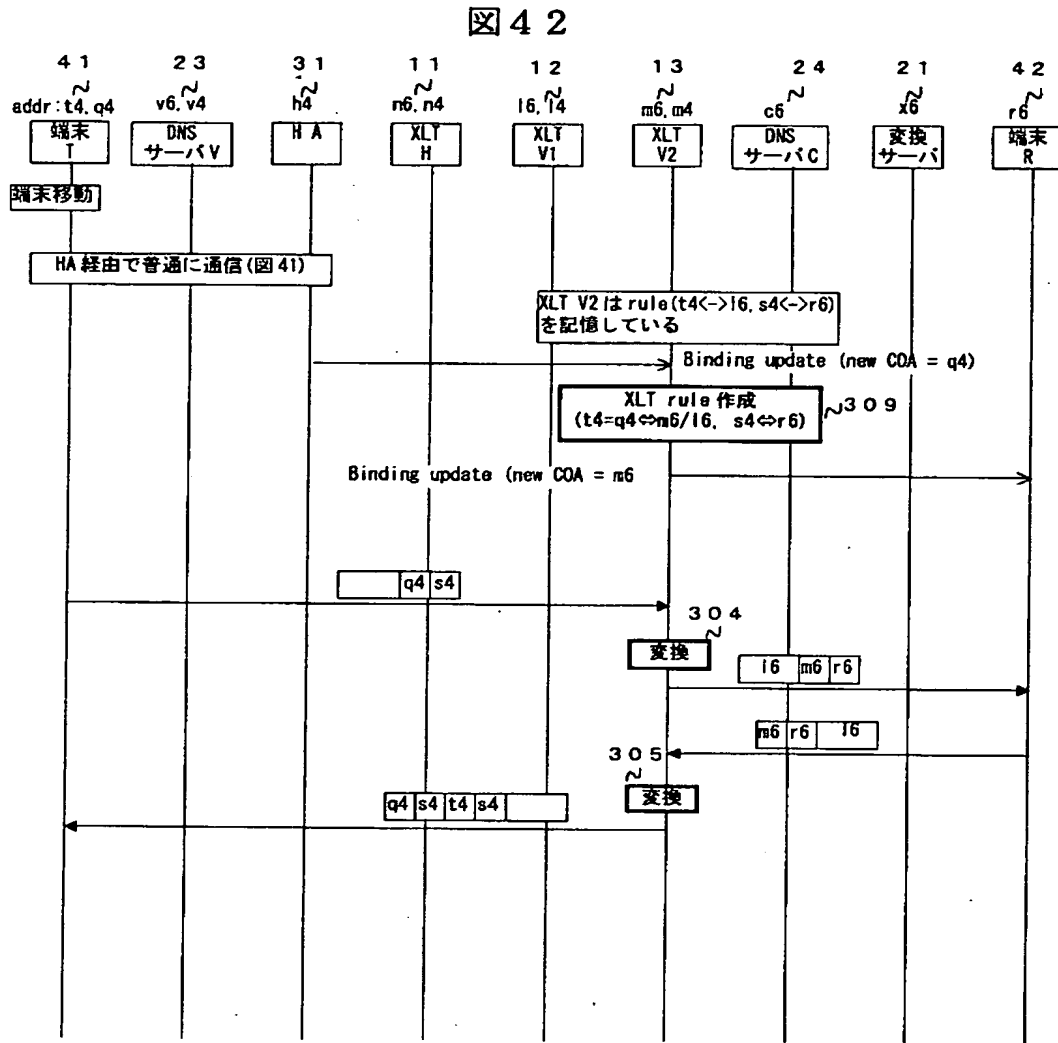 図４２
４１ ２３ ３１ １１ １２ １３ ２４ ２１ ４２
addr:t4,q4 v6,v4 h4 n6,n4 l6,l4 m6,m4 c6 x6 r6
端末 T
DNS サーバV
HA
XLT H
XLT V1
XLT V2
DNS サーバC
変換 サーバ
端末 R
端末移動
HA経由で普通に通信(図41)
XLT V2はrule(t4<->l6,s4<->r6)
を記憶している
Binding update (new COA = q4)
XLT rule作成
(t4=q4⇔m6/l6, s4⇔r6)
３０９
Binding update (new COA = m6
q4 s4
３０４
変換
l6 m6 r6
m6 r6 l6
３０５
変換
q4 s4 t4 s4